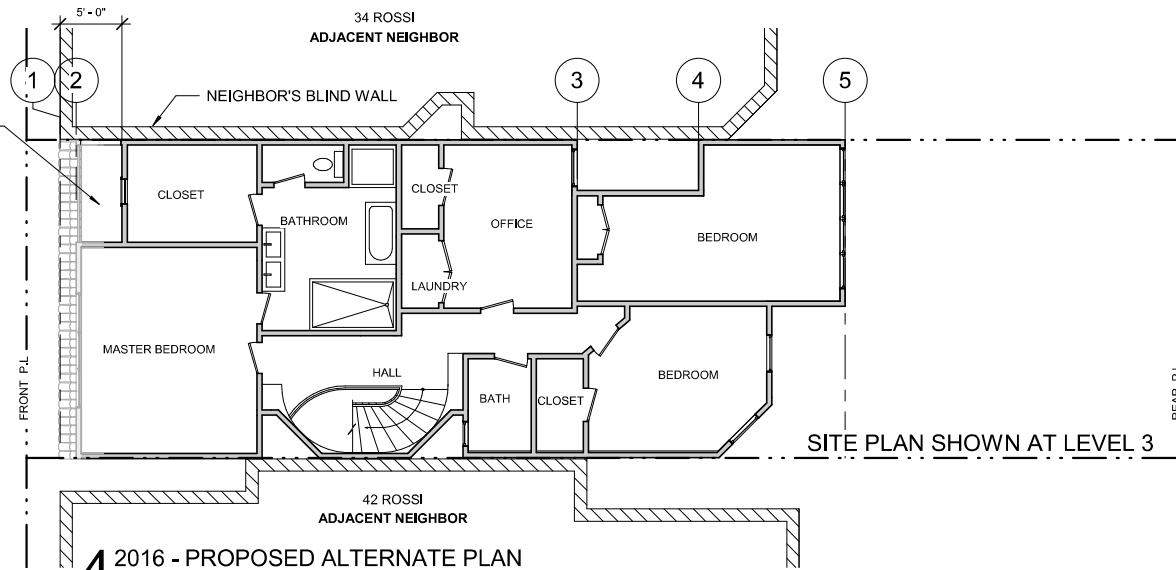 5' - 0"
34 ROSSI
ADJACENT NEIGHBOR
1
2
3
4
5
NEIGHBOR'S BLIND WALL
CLOSET
BATHROOM
CLOSET
OFFICE
BEDROOM
LAUNDRY
MASTER BEDROOM
HALL
BATH
CLOSET
BEDROOM
FRONT P.L
REAR P.L
SITE PLAN SHOWN AT LEVEL 3
42 ROSSI
ADJACENT NEIGHBOR
4 2016 - PROPOSED ALTERNATE PLAN